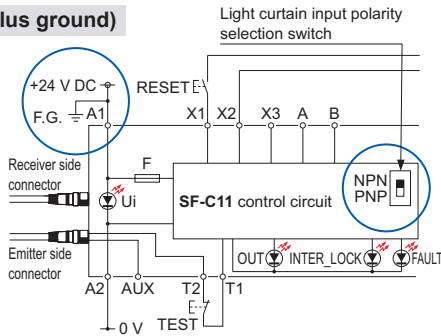 lus ground)
Light curtain input polarity
selection switch
+24 V DC
RESET
F.G.
A1
X1 X2 X3 A B
Receiver side
connector
F
Ui
SF-C11 control circuit
NPN
PNP
Emitter side
connector
OUT INTER_LOCK FAULT
A2 AUX T2 T1
0 V
TEST